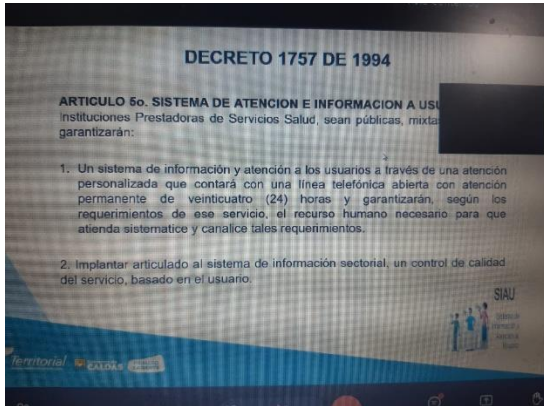 DECRETO 1757 DE 1994
ARTICULO 5o. SISTEMA DE ATENCION E INFORMACION A
Instituciones Prestadoras de Servicios Salud, sean públicas,
garantizarán:
1. Un sistema de información y atención a los usuarios a través de una atención
personalizada que contará con una línea telefónica abierta con atención
permanente de veinticuatro (24) horas y garantizarán, según los
requerimientos de ese servicio, el recurso humano necesario para que
atienda sistematice y canalice tales requerimientos.
2. Implantar articulado al sistema de información sectorial, un control de calidad
del servicio, basado en el usuario.
SIAU
Territorial
CALDAS